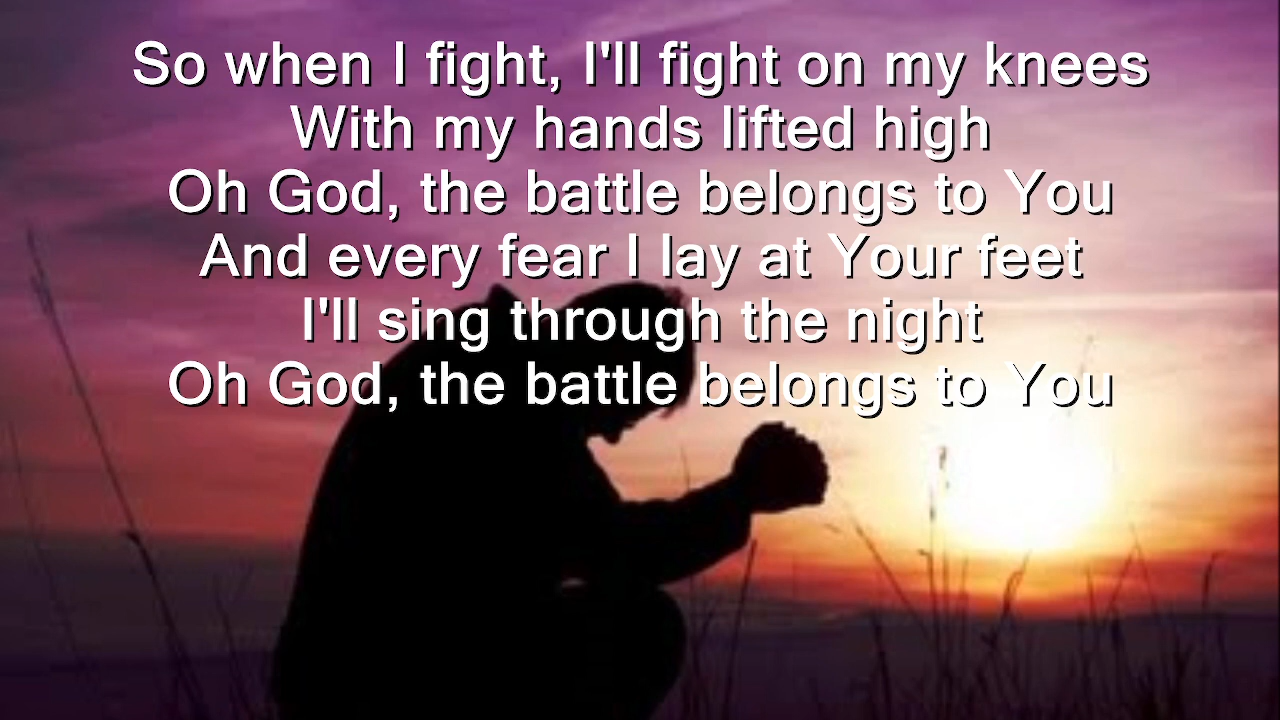 So when I fight, I'll fight on my knees
With my hands lifted high
Oh God, the battle belongs to You
And every fear I lay at Your feet
I'll sing through the night
Oh God, the battle belongs to You